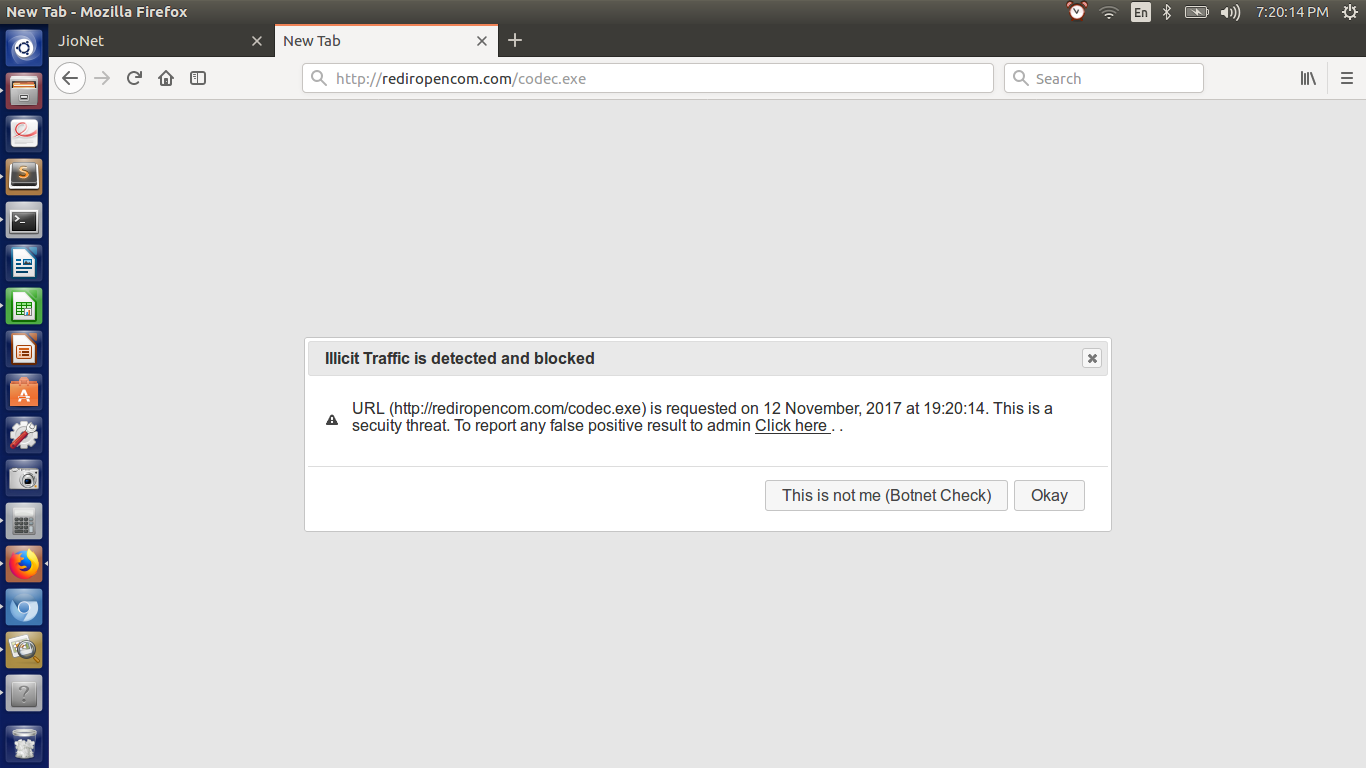 New Tab - Mozilla Firefox
En
7:20:14 PM
JioNet
New Tab
http://rediropencom.com/codec.exe
Search
Illicit Traffic is detected and blocked
URL (http://rediropencom.com/codec.exe) is requested on 12 November, 2017 at 19:20:14. This is a
secuity threat. To report any false positive result to admin Click here . .
This is not me (Botnet Check)
Okay